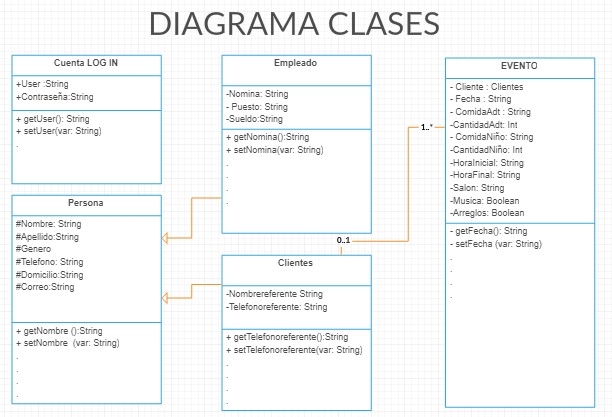 DIAGRAMA CLASES
Cuenta LOG IN
+User :String
+Contraseña:String
+ getUser(): String
+ setUser(var: String)
.
Persona
#Nombre: String
#Apellido:String
#Genero
#Telefono: String
#Domicilio:String
#Correo:String
+ getNombre ():String
+ setNombre (var: String)
.
.
.
.
Empleado
-Nomina: String
- Puesto: String
-Sueldo:String
+ getNomina():String
+ setNomina(var: String)
.
.
.
.
0..1
Clientes
-Nombrereferente String
-Telefonoreferente: String
+ getTelefonoreferente():String
+ setTelefonoreferente(var: String)
.
.
.
.
1..*
EVENTO
- Cliente : Clientes
- Fecha : String
- ComidaAdt : String
-CantidadAdt: Int
- ComidaNiño: String
-CantidadNiño: Int
-HoraInicial: String
-HoraFinal: String
-Salon: String
-Musica: Boolean
-Arreglos: Boolean
- getFecha(): String
- setFecha (var: String)
.
.
.
.